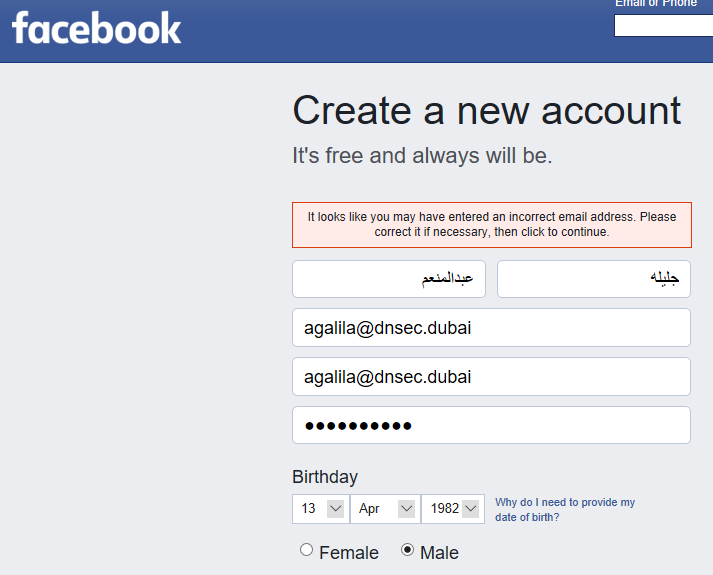 facebook
Email or Phone
Create a new account
It's free and always will be.
It looks like you may have entered an incorrect email address. Please
correct it if necessary, then click to continue.
عبدالمنعم جليله
agalila@dnsec.dubai
agalila@dnsec.dubai
••••••••••
Birthday
13 Apr 1982 Why do I need to provide my
date of birth?
Female Male